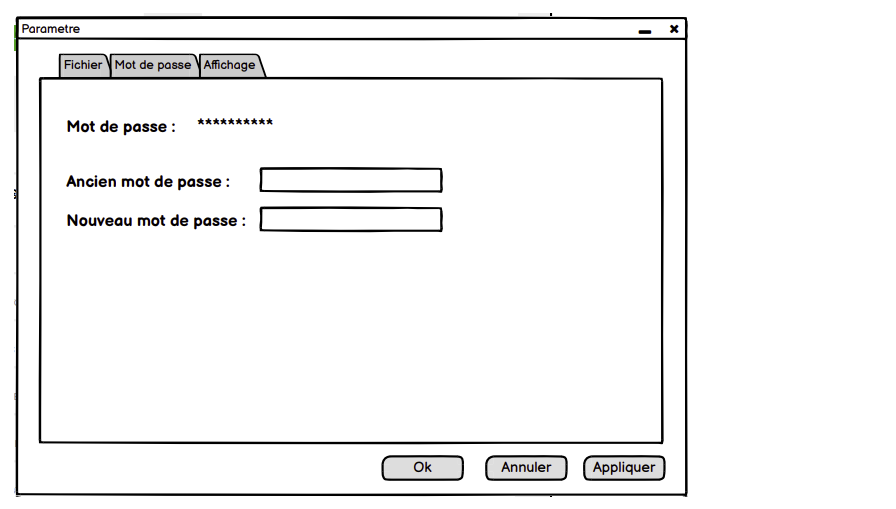 Parametre
Fichier Mot de passe Affichage
Mot de passe : **********
Ancien mot de passe :
Nouveau mot de passe :
Ok Annuler Appliquer